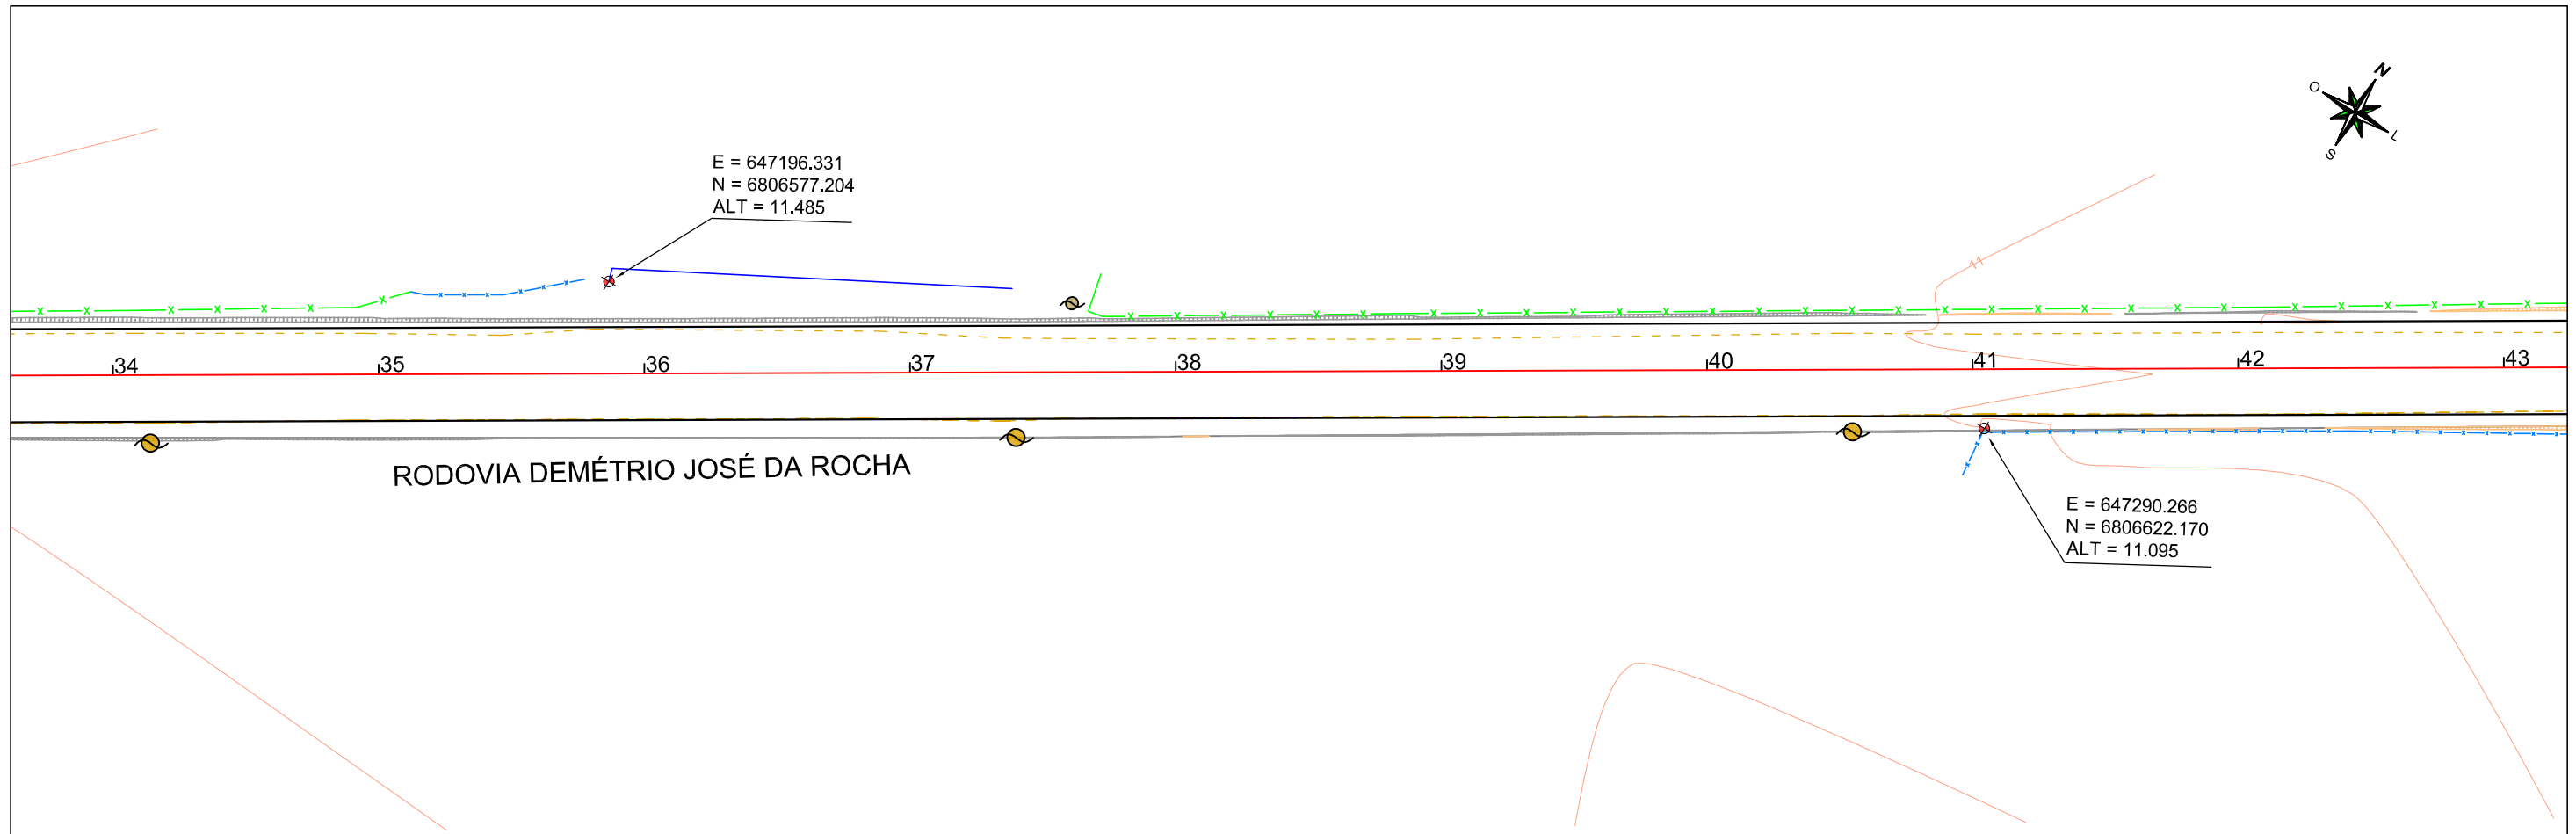 N
O
L
S
E = 647196.331
N = 6806577.204
ALT = 11.485
11
34 35 36 37 38 39 40 41 42 43
RODOVIA DEMÉTRIO JOSÉ DA ROCHA
E = 647290.266
N = 6806622.170
ALT = 11.095